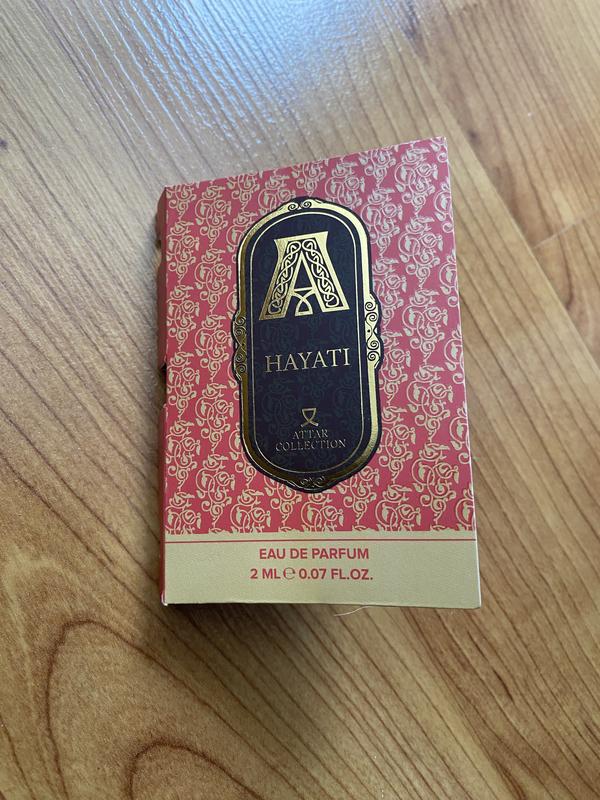 A
HAYATI
ATTAR
COLLECTION
EAU DE PARFUM
2 ML ℮ 0.07 FL.OZ.